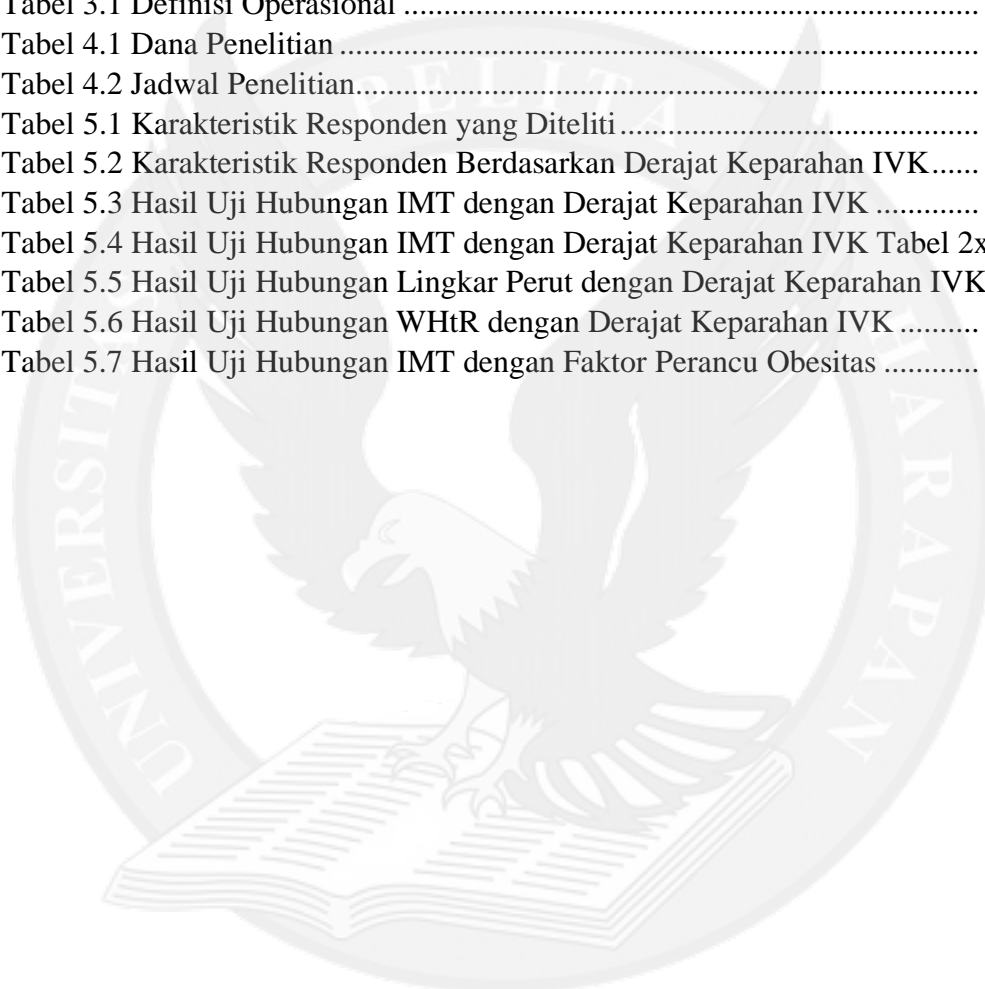 Tabel 3.1 Definisi Operasional ........................................................................
Tabel 4.1 Dana Penelitian ................................................................................
Tabel 4.2 Jadwal Penelitian..............................................................................
Tabel 5.1 Karakteristik Responden yang Diteliti.............................................
Tabel 5.2 Karakteristik Responden Berdasarkan Derajat Keparahan IVK......
Tabel 5.3 Hasil Uji Hubungan IMT dengan Derajat Keparahan IVK .............
Tabel 5.4 Hasil Uji Hubungan IMT dengan Derajat Keparahan IVK Tabel 2x
Tabel 5.5 Hasil Uji Hubungan Lingkar Perut dengan Derajat Keparahan IVK
Tabel 5.6 Hasil Uji Hubungan WHtR dengan Derajat Keparahan IVK ..........
Tabel 5.7 Hasil Uji Hubungan IMT dengan Faktor Perancu Obesitas ............
UNIVERSITAS PELITA HARAPAN